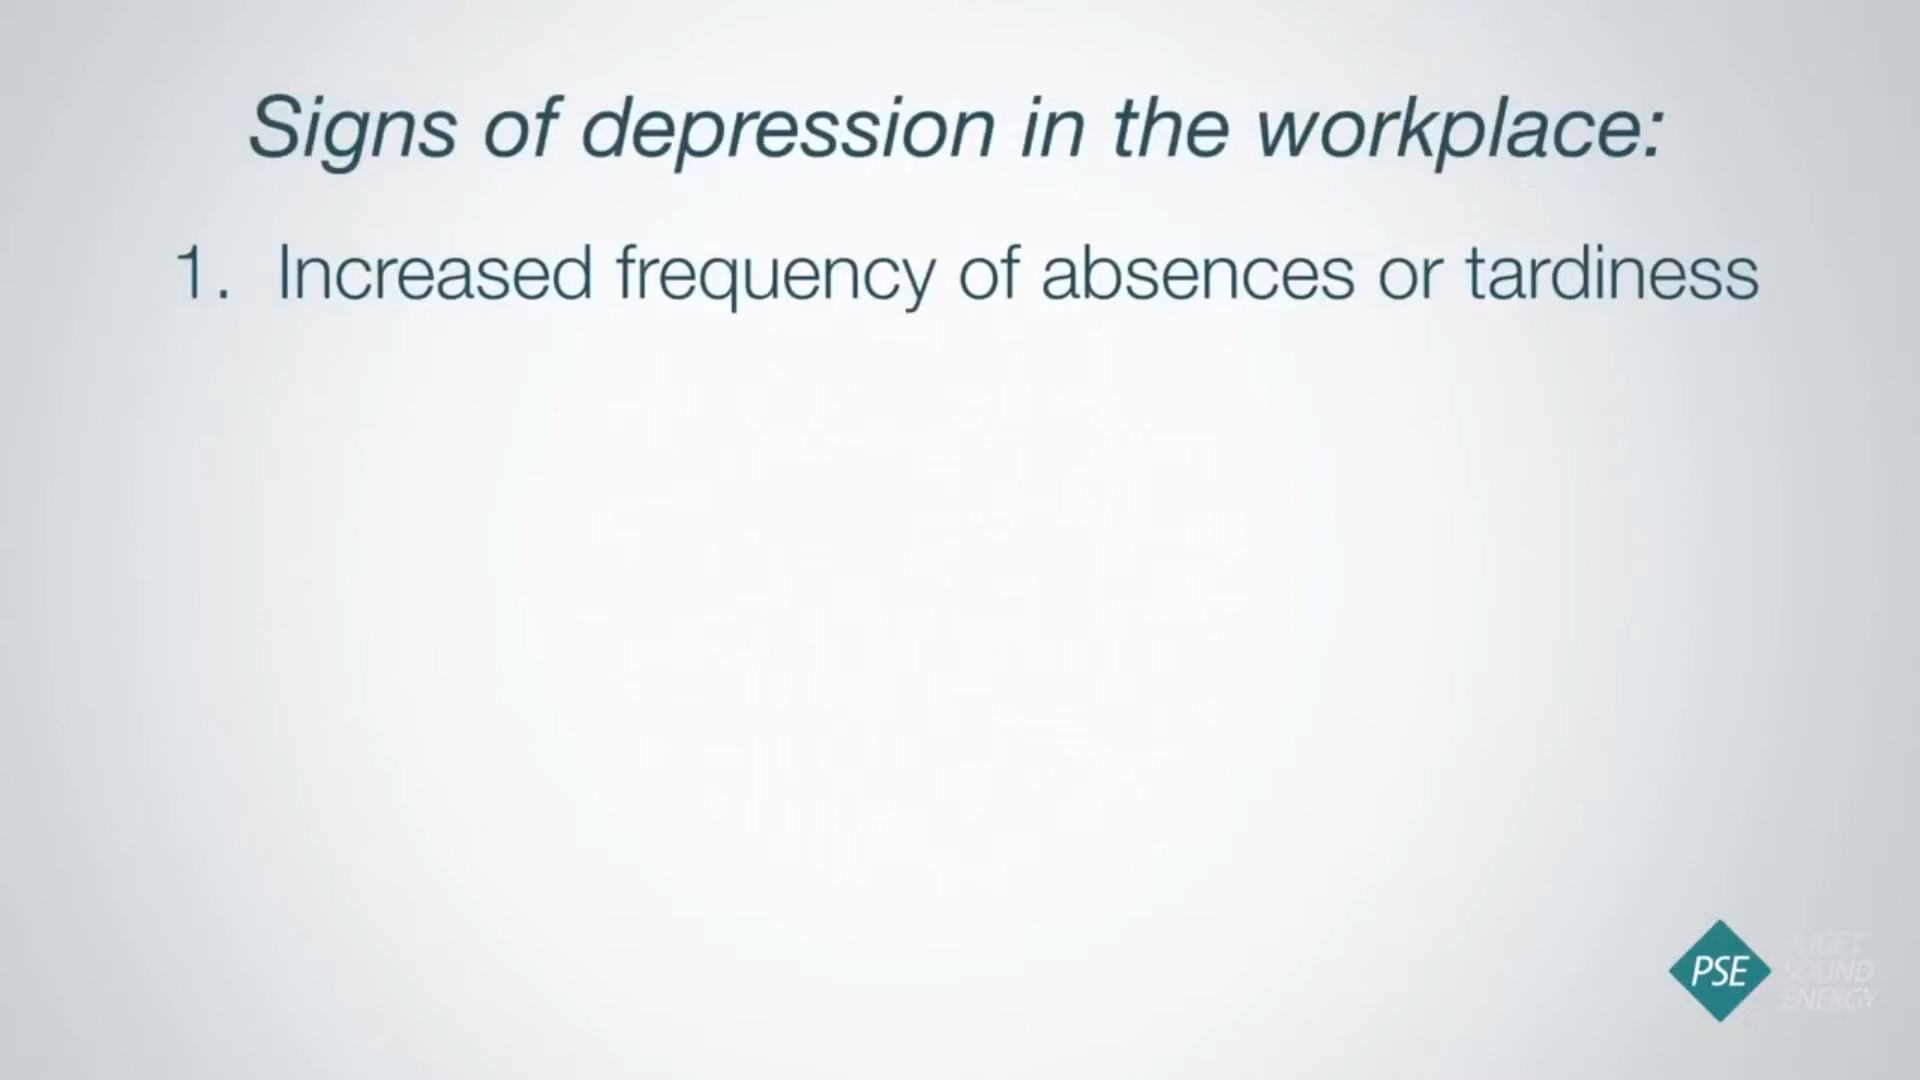 Signs of depression in the workplace:
1. Increased frequency of absences or tardiness
PSE
PUGET
SOUND
ENERGY